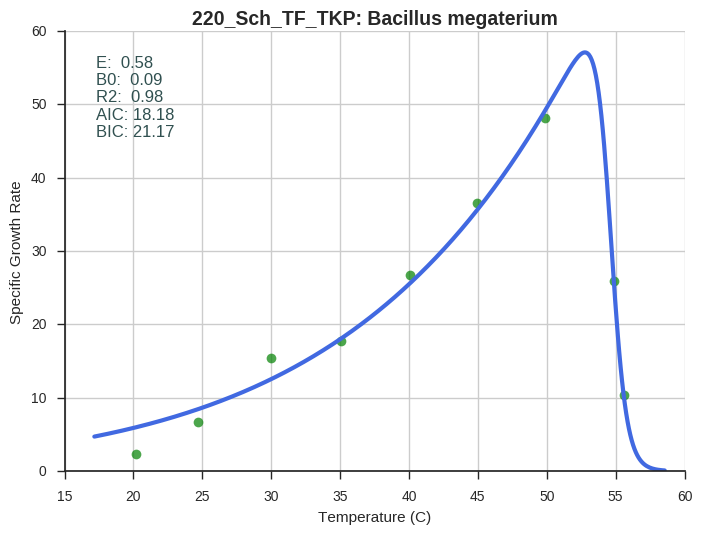 220_Sch_TF_TKP: Bacillus megaterium
E:  0.58
B0:  0.09
R2:  0.98
AIC: 18.18
BIC: 21.17
Specific Growth Rate
60
50
40
30
20
10
0
15 20 25 30 35 40 45 50 55 60
Temperature (C)